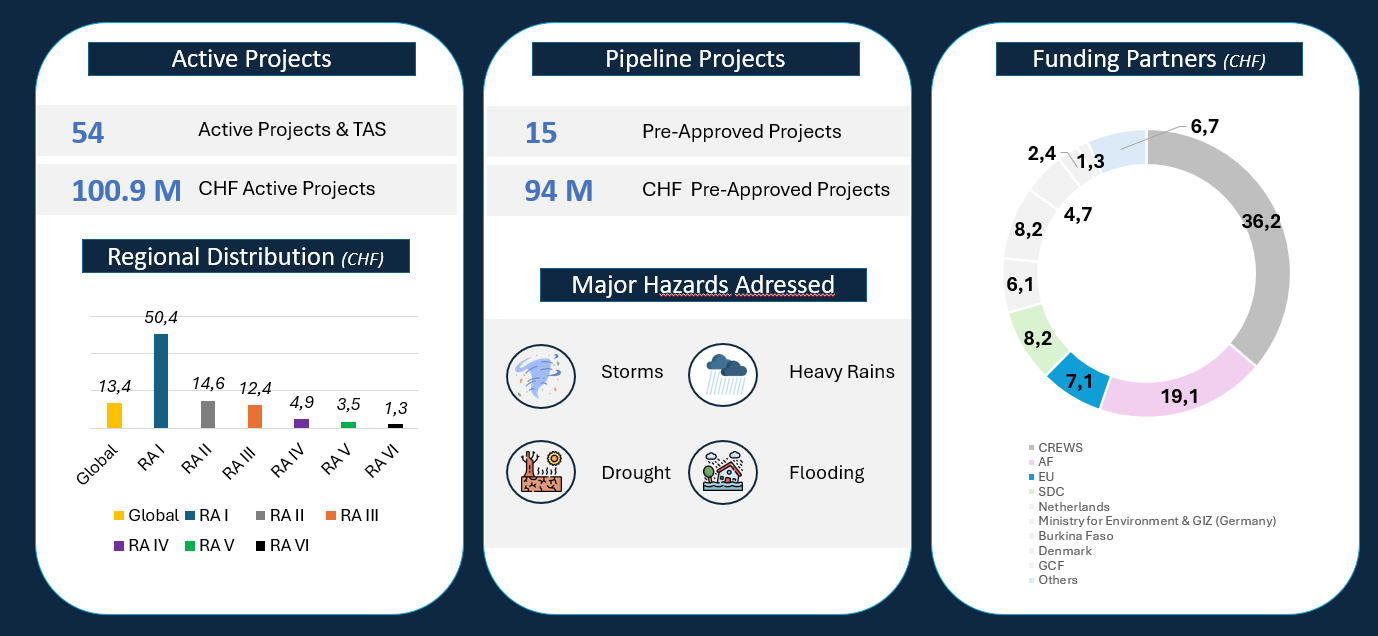 Active Projects
54 Active Projects & TAS
100.9 M CHF Active Projects
Regional Distribution (CHF)
50,4
13,4 14,6 12,4 4,9 3,5 1,3
Global RA I RA II RA III RA IV RA V RA VI
Global RA I RA II RA III
RA IV RA V RA VI
Pipeline Projects
15 Pre-Approved Projects
94 M CHF Pre-Approved Projects
Major Hazards Adressed
Storms Heavy Rains
Drought Flooding
Funding Partners (CHF)
6,7
2,4 1,3
4,7
36,2
8,2
6,1
8,2
7,1
19,1
CREWS
AF
EU
SDC
Netherlands
Ministry for Environment & GIZ (Germany)
Burkina Faso
Denmark
GCF
Others